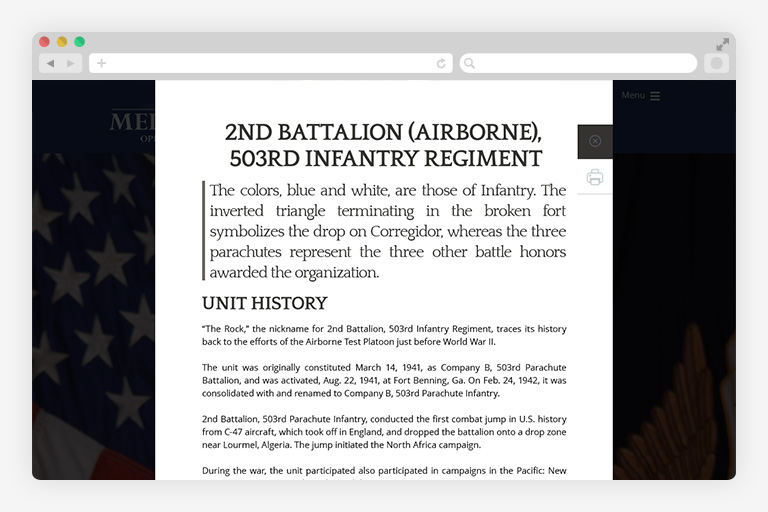 Menu
2ND BATTALION (AIRBORNE),
503RD INFANTRY REGIMENT
The colors, blue and white, are those of Infantry. The
inverted triangle terminating in the broken fort
symbolizes the drop on Corregidor, whereas the three
parachutes represent the three other battle honors
awarded the organization.
UNIT HISTORY
“The Rock,” the nickname for 2nd Battalion, 503rd Infantry Regiment, traces its history
back to the efforts of the Airborne Test Platoon just before World War II.
The unit was originally constituted March 14, 1941, as Company B, 503rd Parachute
Battalion, and was activated, Aug. 22, 1941, at Fort Benning, Ga. On Feb. 24, 1942, it was
consolidated with and renamed to Company B, 503rd Parachute Infantry.
2nd Battalion, 503rd Parachute Infantry, conducted the first combat jump in U.S. history
from C-47 aircraft, which took off in England, and dropped the battalion onto a drop zone
near Lourmel, Algeria. The jump initiated the North Africa campaign.
During the war, the unit participated also participated in campaigns in the Pacific: New